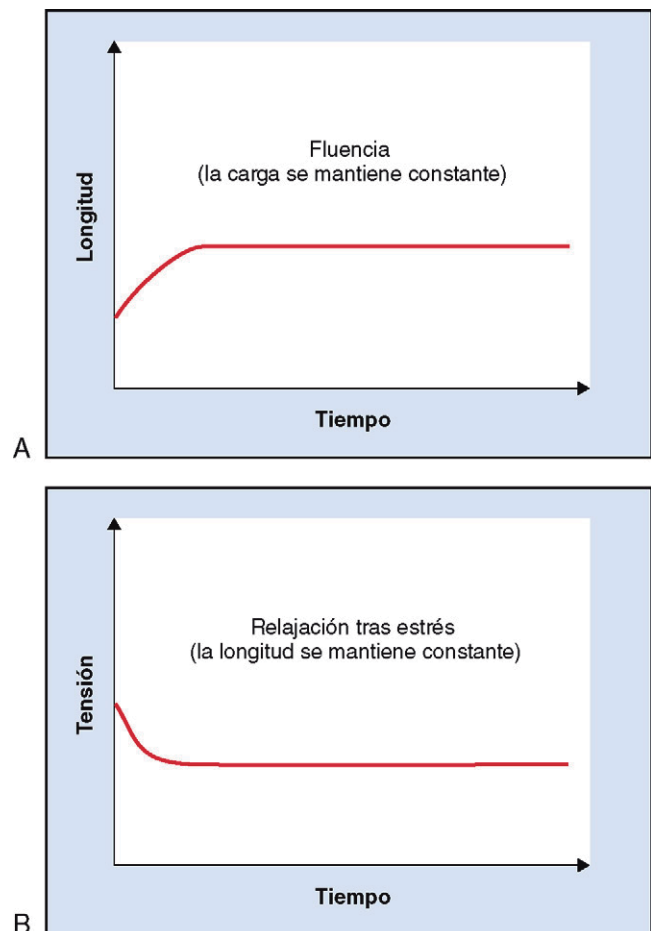 Longitud
Fluencia
(la carga se mantiene constante)
Tiempo
A
Tensión
Relajación tras estrés
(la longitud se mantiene constante)
Tiempo
B